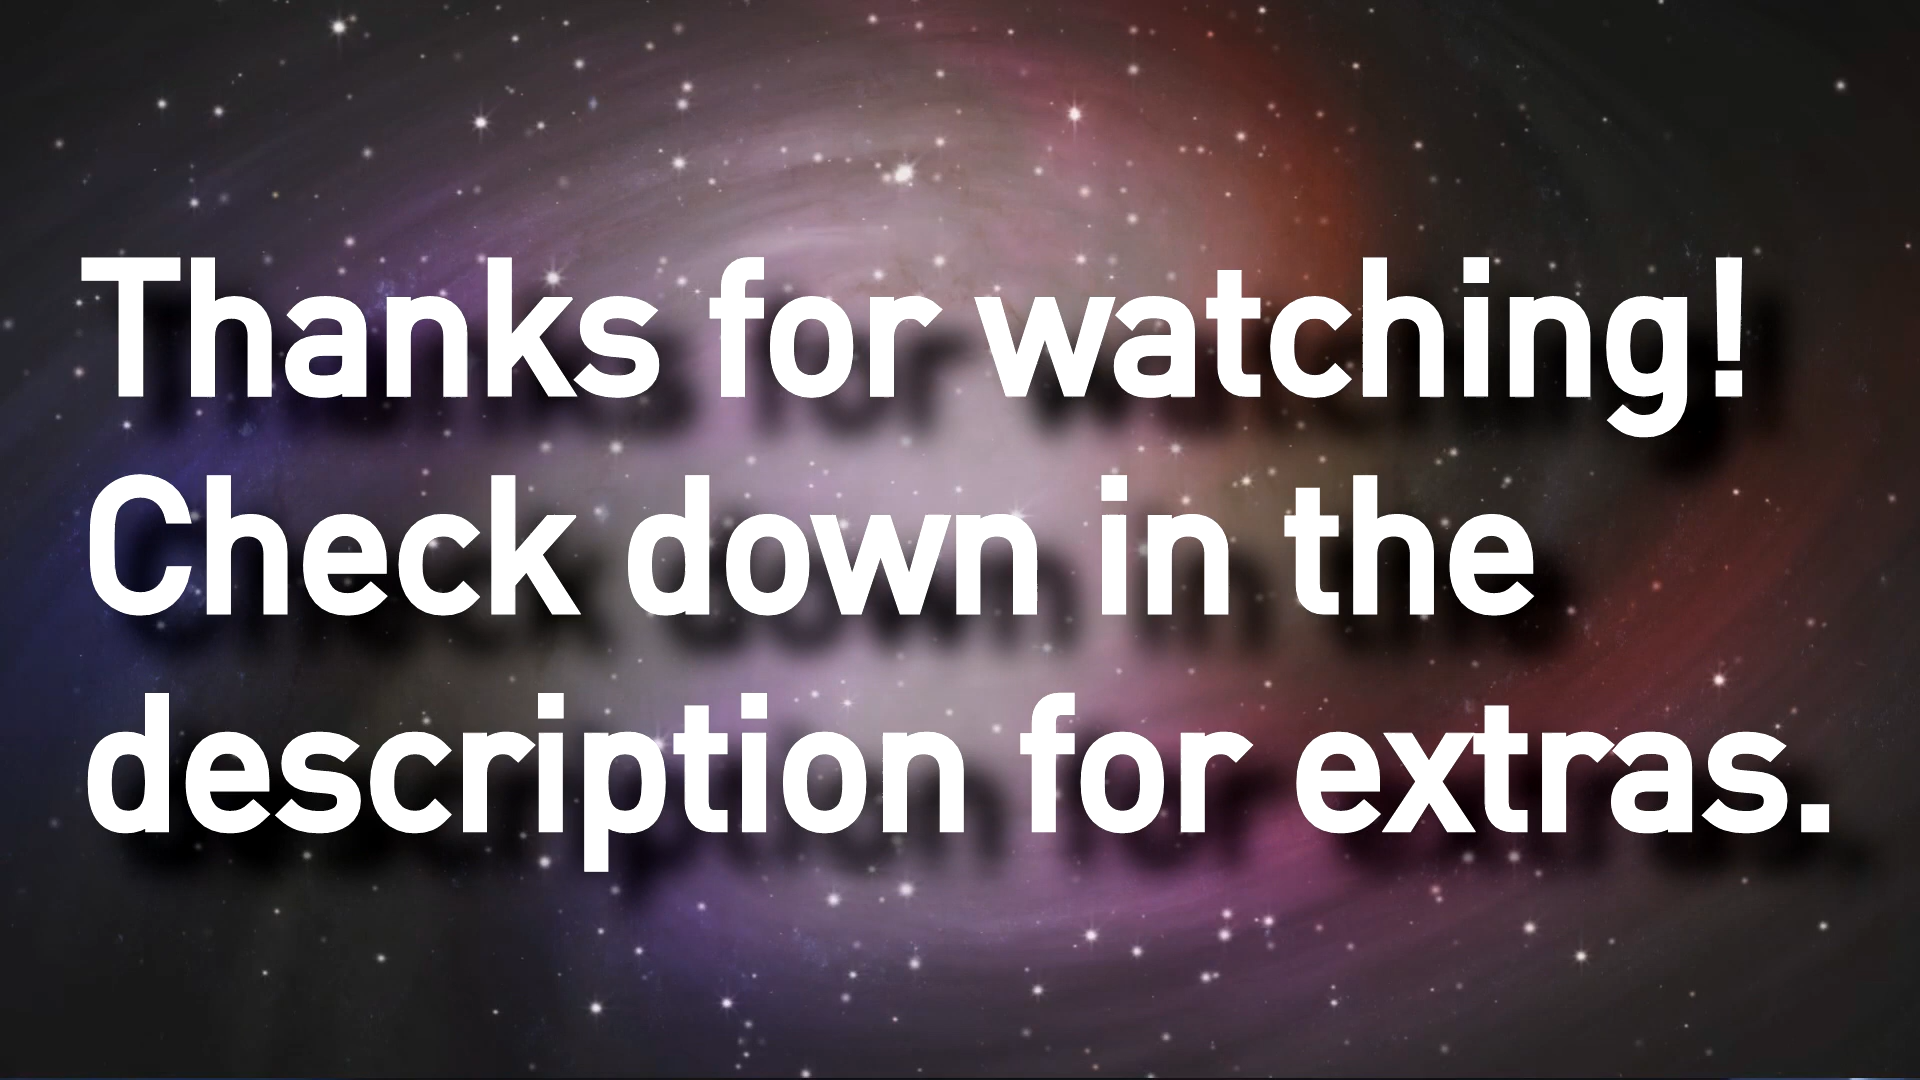 Thanks for watching!
Check down in the
description for extras.